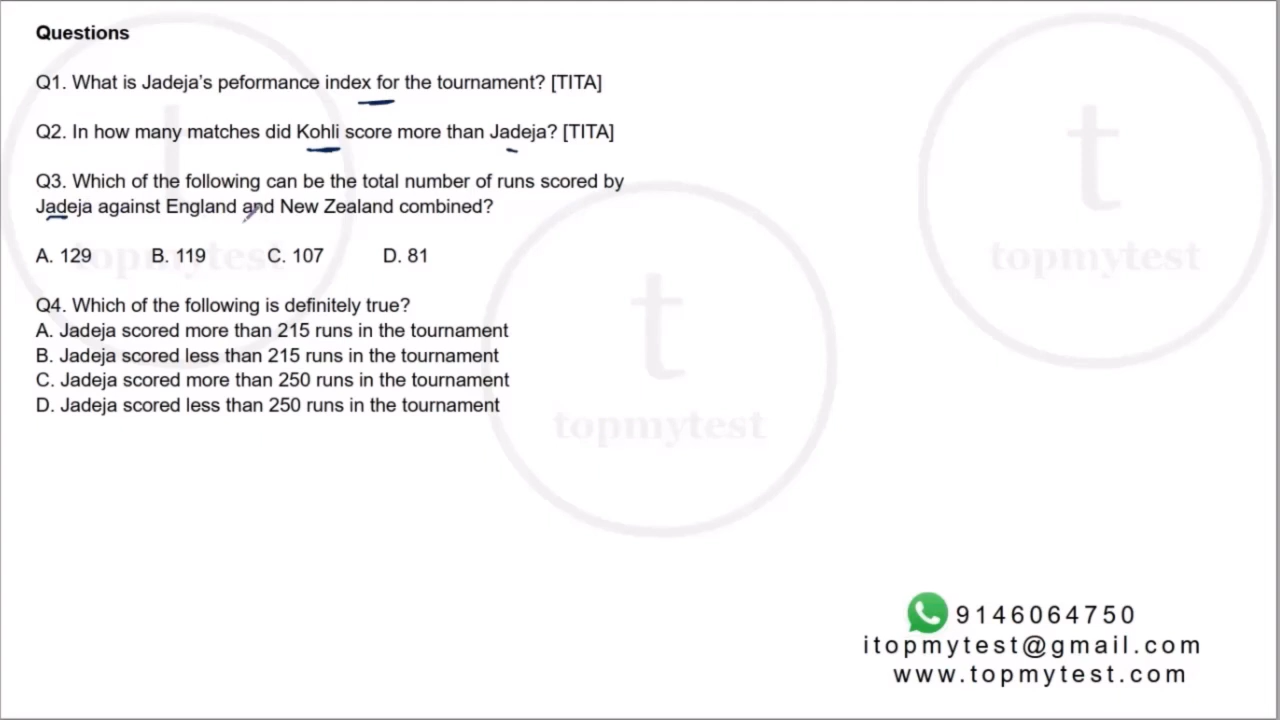 Questions
Q1. What is Jadeja's peformance index for the tournament? [TITA]
Q2. In how many matches did Kohli score more than Jadeja? [TITA]
Q3. Which of the following can be the total number of runs scored by
Jadeja against England and New Zealand combined?
A. 129 B. 119 C. 107 D. 81
Q4. Which of the following is definitely true?
A. Jadeja scored more than 215 runs in the tournament
B. Jadeja scored less than 215 runs in the tournament
C. Jadeja scored more than 250 runs in the tournament
D. Jadeja scored less than 250 runs in the tournament
t
topmytest
t
topmytest
t
topmytest
9146064750
itopmytest@gmail.com
www.topmytest.com